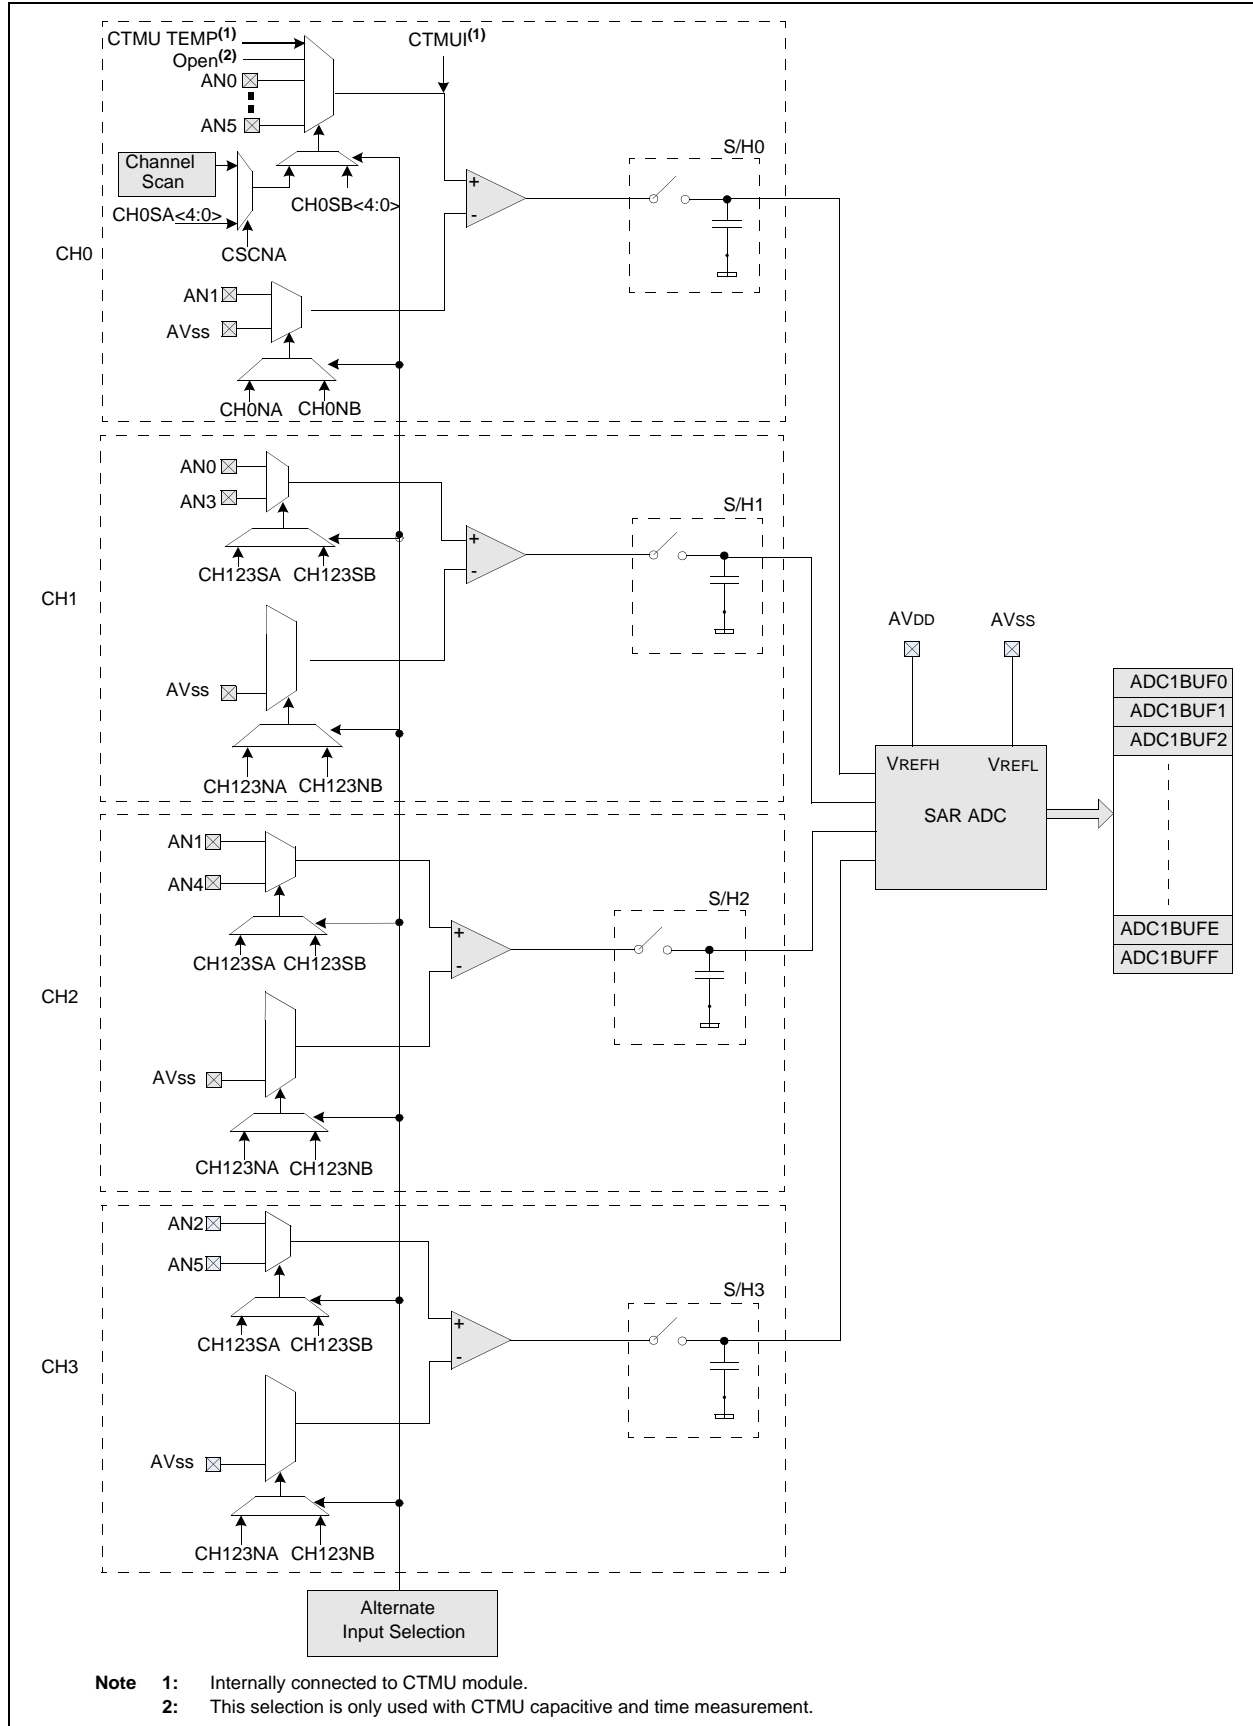 CTMU TEMP(1)
Open(2)
AN0
AN5
CTMUI(1)
Channel
Scan
CH0SA<4:0>
CH0SB<4:0>
CSCNA
+
-
S/H0
CH0
AN1
AVSS
CH0NA CH0NB
AN0
AN3
CH123SA CH123SB
+
-
S/H1
CH1
AVSS
CH123NA CH123NB
AN1
AN4
CH123SA CH123SB
+
-
S/H2
CH2
AVSS
CH123NA CH123NB
AN2
AN5
CH123SA CH123SB
+
-
S/H3
CH3
AVSS
CH123NA CH123NB
AVDD AVSS
VREFH VREFL
SAR ADC
ADC1BUF0
ADC1BUF1
ADC1BUF2
ADC1BUFE
ADC1BUFF
Alternate
Input Selection
Note 1: Internally connected to CTMU module.
2: This selection is only used with CTMU capacitive and time measurement.